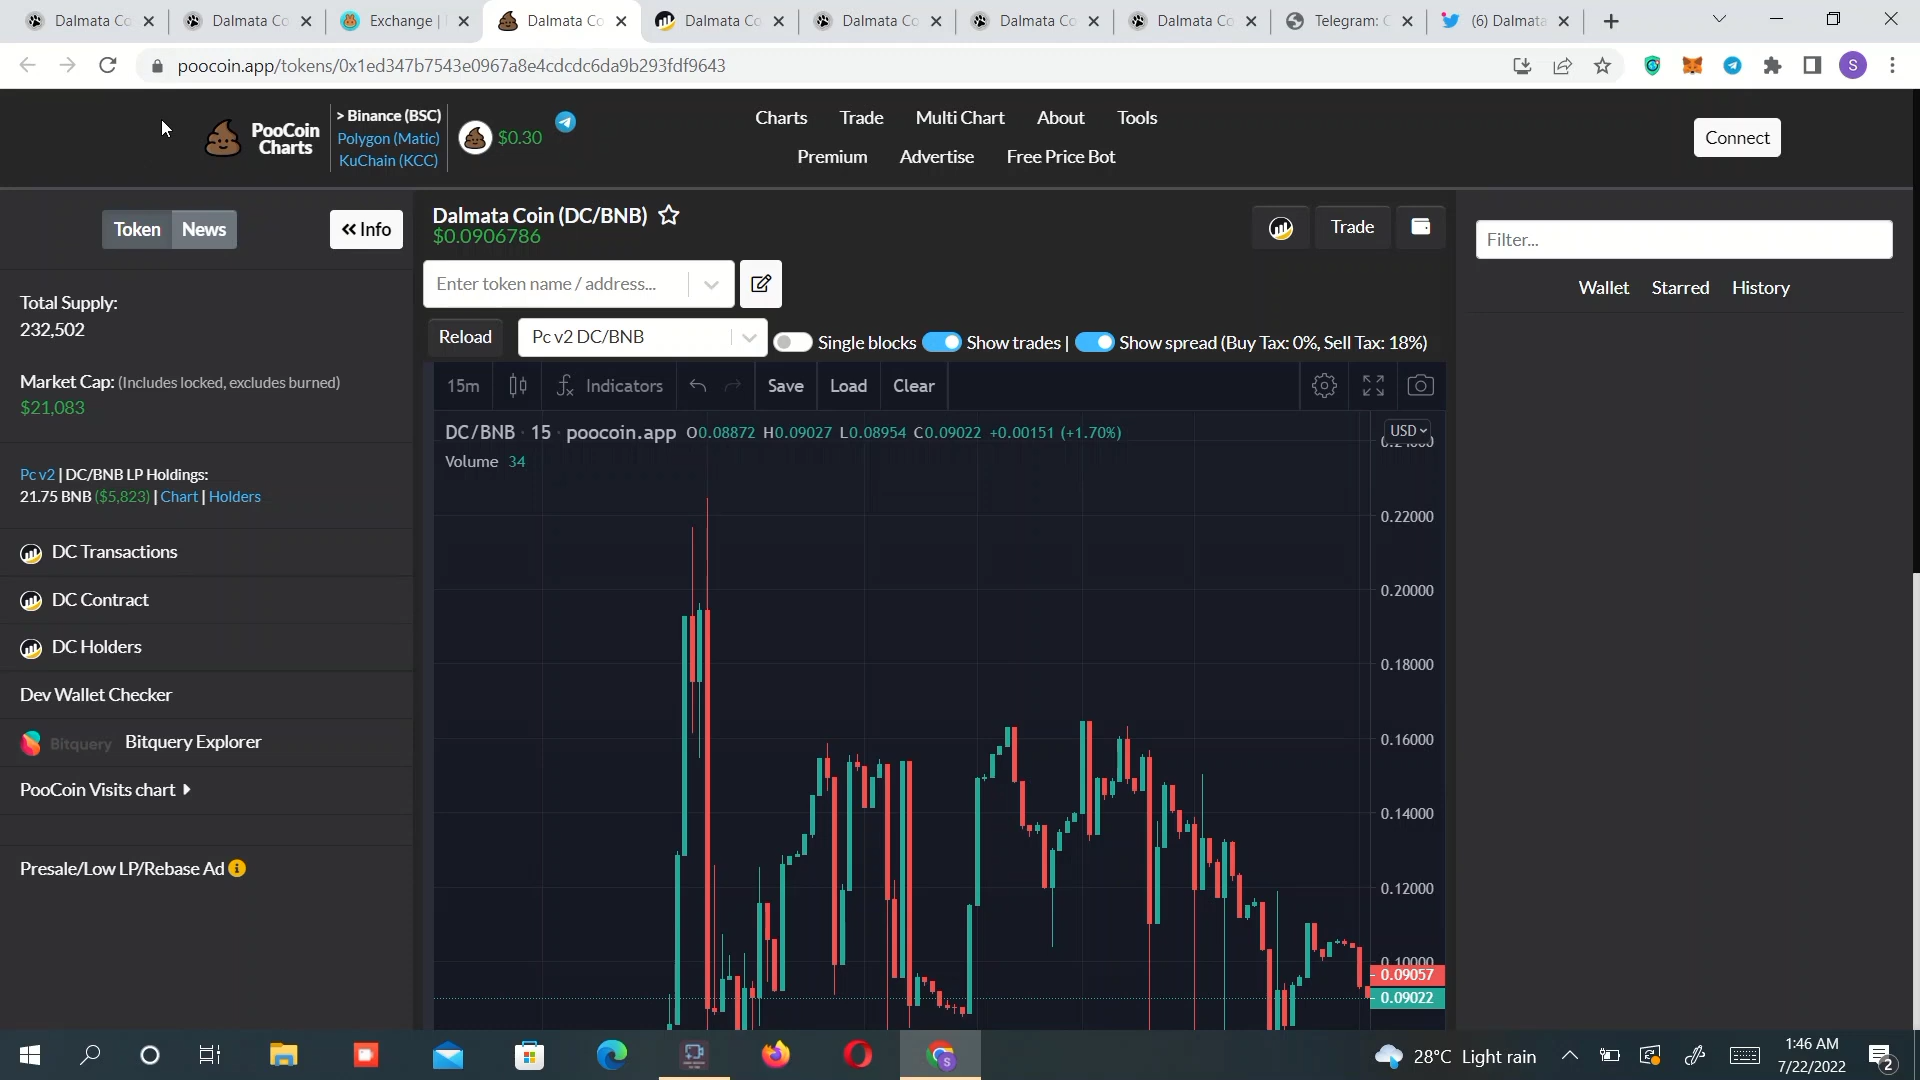 Dalmata Co
Dalmata Co
Exchange |
Dalmata Co
Dalmata Co
Dalmata Co
Dalmata Co
Dalmata Co
Telegram: C
(6) Dalmata
poocoin.app/tokens/0x1ed347b7543e0967a8e4cdcdc6da9b293fdf9643
S
PooCoin
Charts
> Binance (BSC)
Polygon (Matic)
KuChain (KCC)
$0.30
Charts Trade Multi Chart About Tools
Premium Advertise Free Price Bot
Connect
Token News
« Info
Total Supply:
232,502
Market Cap: (Includes locked, excludes burned)
$21,083
Pc v2 | DC/BNB LP Holdings:
21.75 BNB ($5,823) | Chart | Holders
DC Transactions
DC Contract
DC Holders
Dev Wallet Checker
Bitquery Bitquery Explorer
PooCoin Visits chart
Presale/Low LP/Rebase Ad
Dalmata Coin (DC/BNB)
$0.0906786
Trade
Enter token name / address...
Reload
Pc v2 DC/BNB
Single blocks
Show trades |
Show spread (Buy Tax: 0%, Sell Tax: 18%)
15m
Indicators
Save
Load
Clear
DC/BNB · 15 · poocoin.app O0.08872 H0.09027 L0.08954 C0.09022 +0.00151 (+1.70%)
Volume 34
USD
0.22000
0.20000
0.18000
0.16000
0.14000
0.12000
0.10000
0.09057
0.09022
Filter...
Wallet Starred History
28°C Light rain
1:46 AM
7/22/2022
2